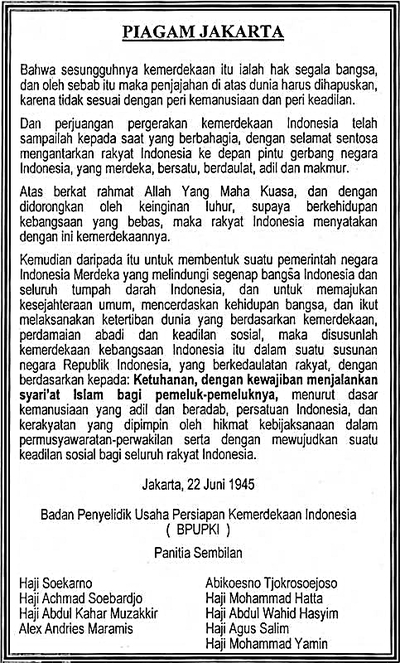 PIAGAM JAKARTA
Bahwa sesungguhnya kemerdekaan itu ialah hak segala bangsa,
dan oleh sebab itu maka penjajahan di atas dunia harus dihapuskan,
karena tidak sesuai dengan peri kemanusiaan dan peri keadilan.
Dan perjuangan pergerakan kemerdekaan Indonesia telah
sampailah kepada saat yang berbahagia, dengan selamat sentosa
mengantarkan rakyat Indonesia ke depan pintu gerbang negara
Indonesia, yang merdeka, bersatu, berdaulat, adil dan makmur.
Atas berkat rahmat Allah Yang Maha Kuasa, dan dengan
didorongkan oleh keinginan luhur, supaya berkehidupan
kebangsaan yang bebas, maka rakyat Indonesia menyatakan
dengan ini kemerdekaannya.
Kemudian daripada itu untuk membentuk suatu pemerintah negara
Indonesia Merdeka yang melindungi segenap bangsa Indonesia dan
seluruh tumpah darah Indonesia, dan untuk memajukan
kesejahteraan umum, mencerdaskan kehidupan bangsa, dan ikut
melaksanakan ketertiban dunia yang berdasarkan kemerdekaan,
perdamaian abadi dan keadilan sosial, maka disusunlah
kemerdekaan kebangsaan Indonesia itu dalam suatu susunan
negara Republik Indonesia, yang berkedaulatan rakyat, dengan
berdasarkan kepada: Ketuhanan, dengan kewajiban menjalankan
syari'at Islam bagi pemeluk-pemeluknya, menurut dasar
kemanusiaan yang adil dan beradab, persatuan Indonesia, dan
kerakyatan yang dipimpin oleh hikmat kebijaksanaan dalam
permusyawaratan-perwakilan serta dengan mewujudkan suatu
keadilan sosial bagi seluruh rakyat Indonesia.
Jakarta, 22 Juni 1945
Badan Penyelidik Usaha Persiapan Kemerdekaan Indonesia
( BPUPKI )
Panitia Sembilan
Haji Soekarno
Haji Achmad Soebardjo
Haji Abdul Kahar Muzakkir
Alex Andries Maramis
Abikoesno Tjokrosoejoso
Haji Mohammad Hatta
Haji Abdul Wahid Hasyim
Haji Agus Salim
Haji Mohammad Yamin